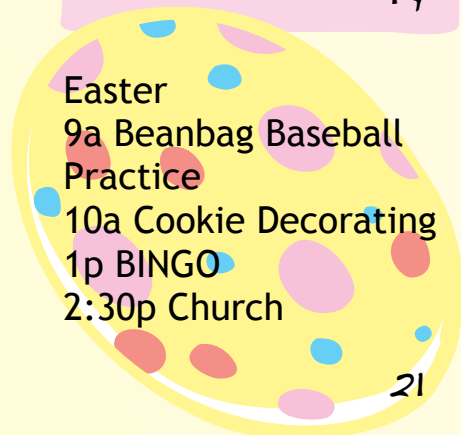 Easter
9a Beanbag Baseball
Practice
10a Cookie Decorating
1p BINGO
2:30p Church
21